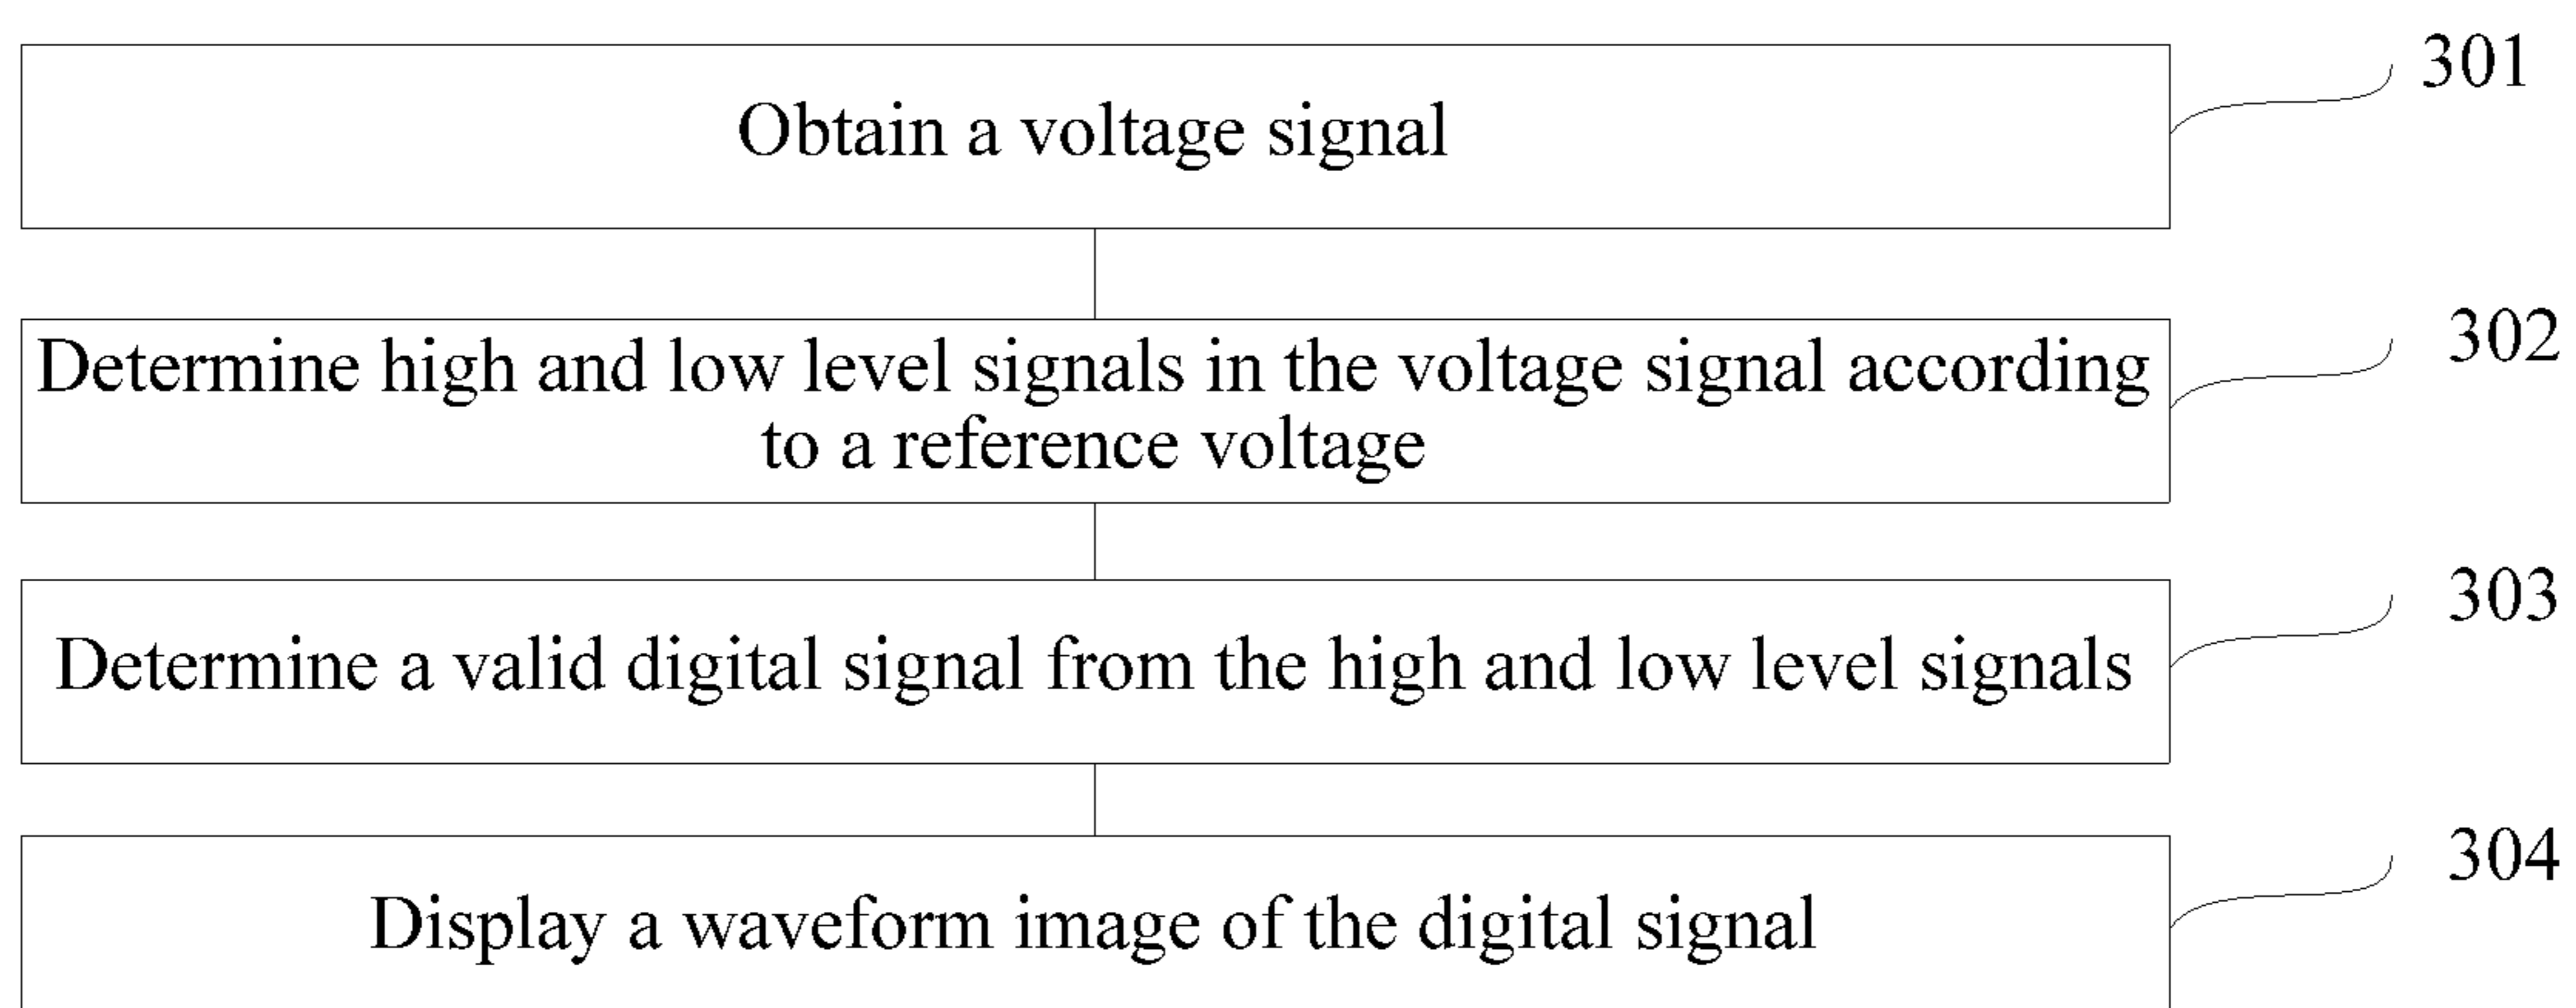 Obtain a voltage signal
301
Determine high and low level signals in the voltage signal according
to a reference voltage
302
Determine a valid digital signal from the high and low level signals
303
Display a waveform image of the digital signal
304